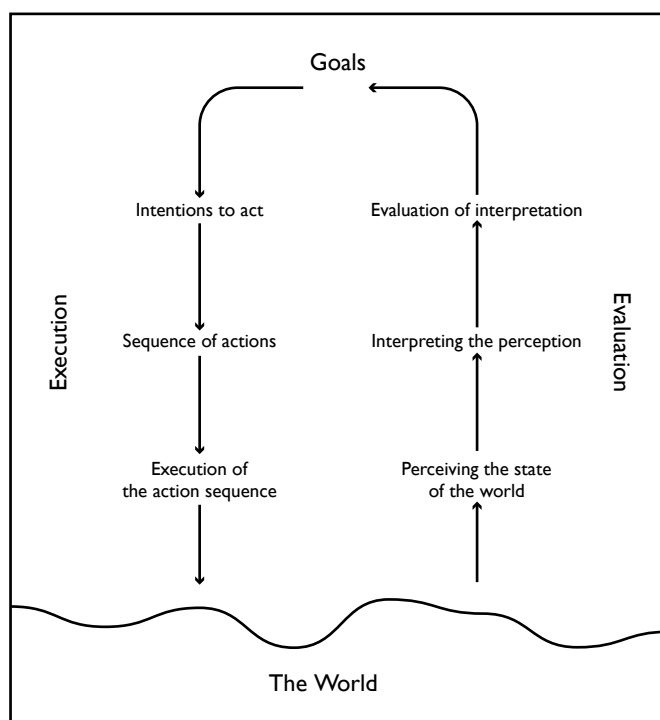 Goals
Intentions to act
Evaluation of interpretation
Execution
Evaluation
Sequence of actions
Interpreting the perception
Execution of
the action sequence
Perceiving the state
of the world
The World